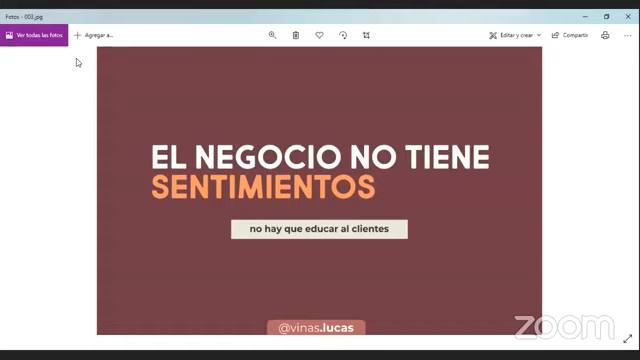 Fotos - 003.jpg
Ver todas las fotos
Agregar a...
Editar y crear
Compartir
EL NEGOCIO NO TIENE
SENTIMIENTOS
no hay que educar al clientes
@vinas.lucas
zoom